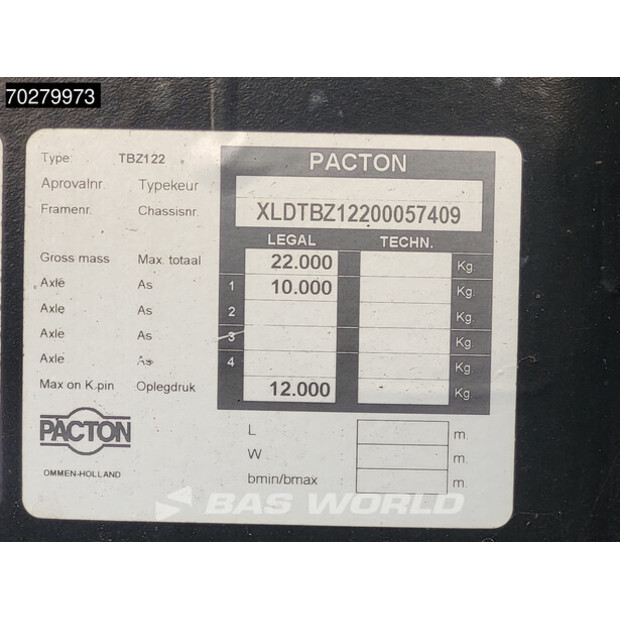 70279973
Type: TBZ122 PACTON
Aprovalnr. Typekeur
Framenr. Chassisnr. XLDTBZ12200057409
LEGAL TECHN.
Gross mass Max. totaal 22.000 Kg.
Axle As 1 10.000 Kg.
Axle As 2 Kg.
Axle As 3 Kg.
Axle As 4 Kg.
Max on K.pin Oplegdruk 12.000 Kg.
PACTON
OMMEN-HOLLAND
L m.
W m.
bmin/bmax m.
BAS WORLD